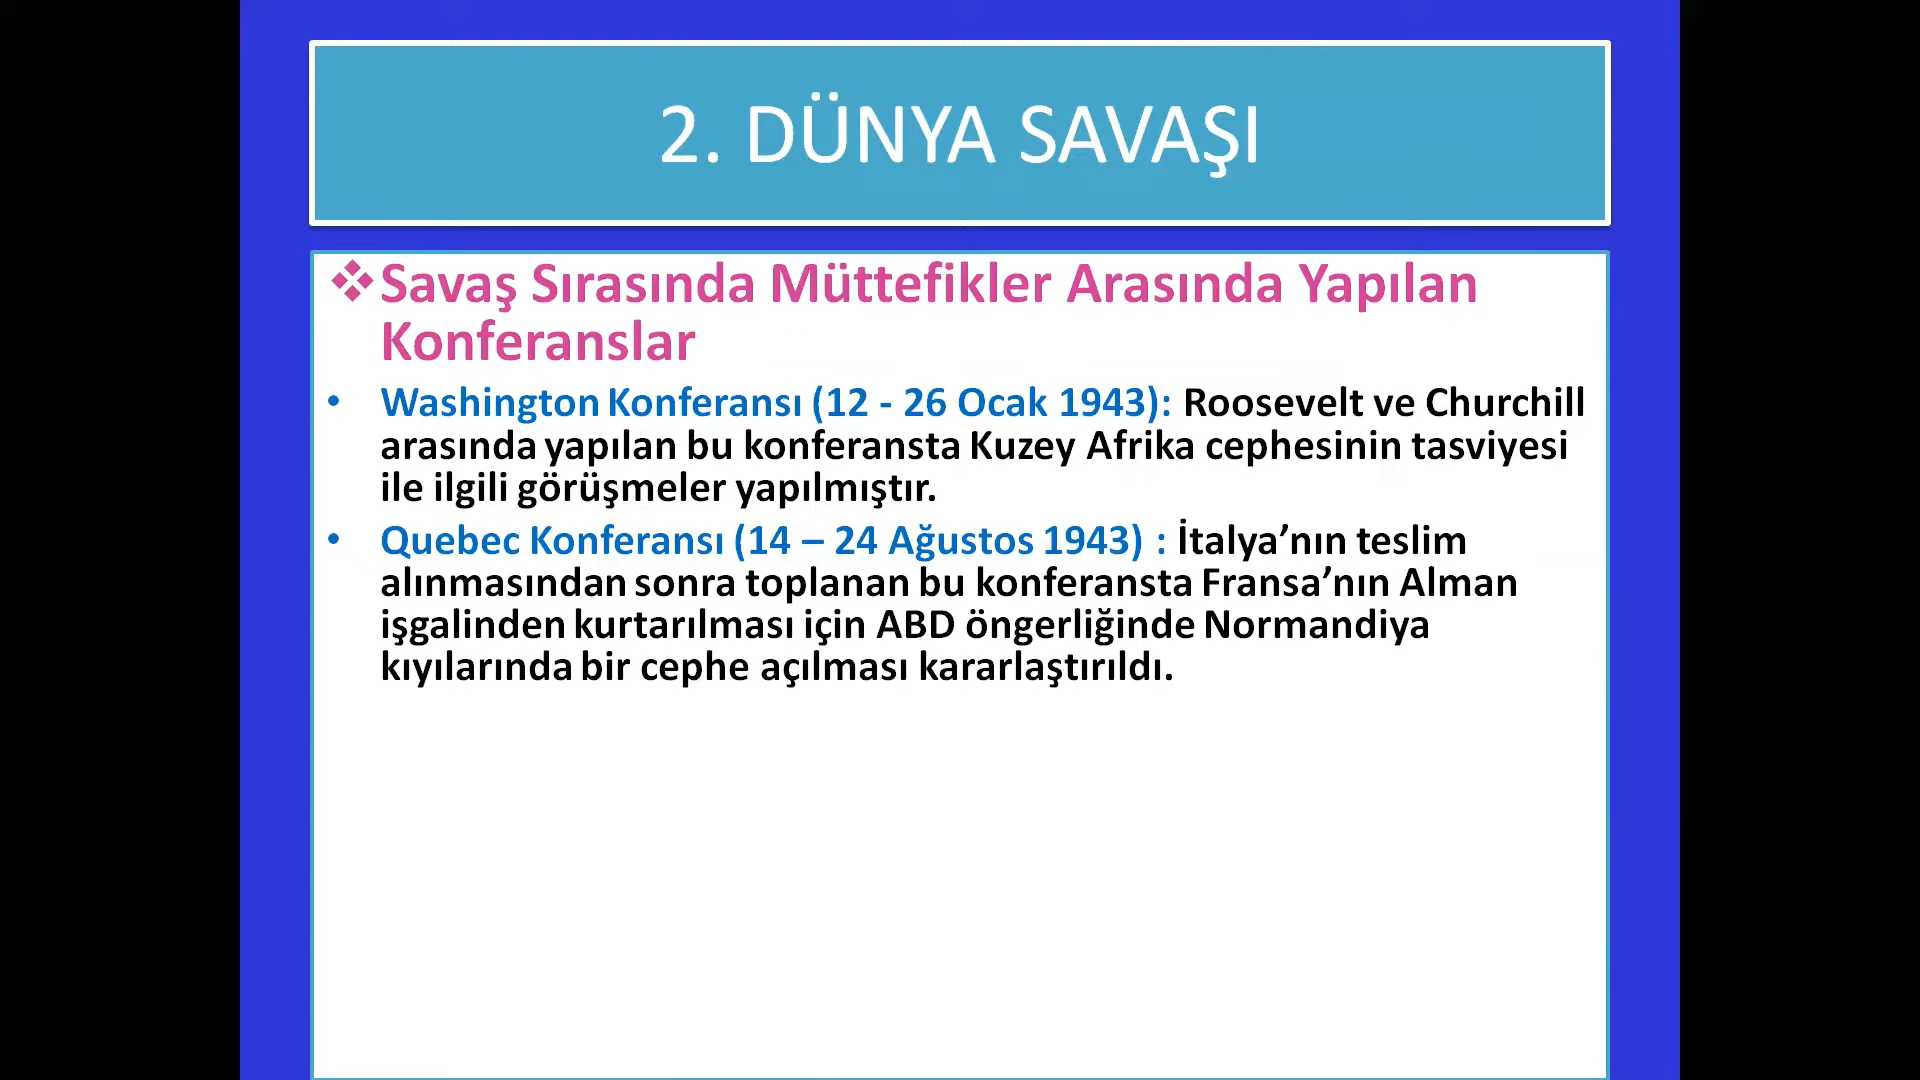 2. DÜNYA SAVAŞI
❖Savaş Sırasında Müttefikler Arasında Yapılan
Konferanslar
• Washington Konferansı (12 - 26 Ocak 1943): Roosevelt ve Churchill
arasında yapılan bu konferansta Kuzey Afrika cephesinin tasviyesi
ile ilgili görüşmeler yapılmıştır.
• Quebec Konferansı (14 – 24 Ağustos 1943) : İtalya’nın teslim
alınmasından sonra toplanan bu konferansta Fransa’nın Alman
işgalinden kurtarılması için ABD öngerliğinde Normandiya
kıyılarında bir cephe açılması kararlaştırıldı.